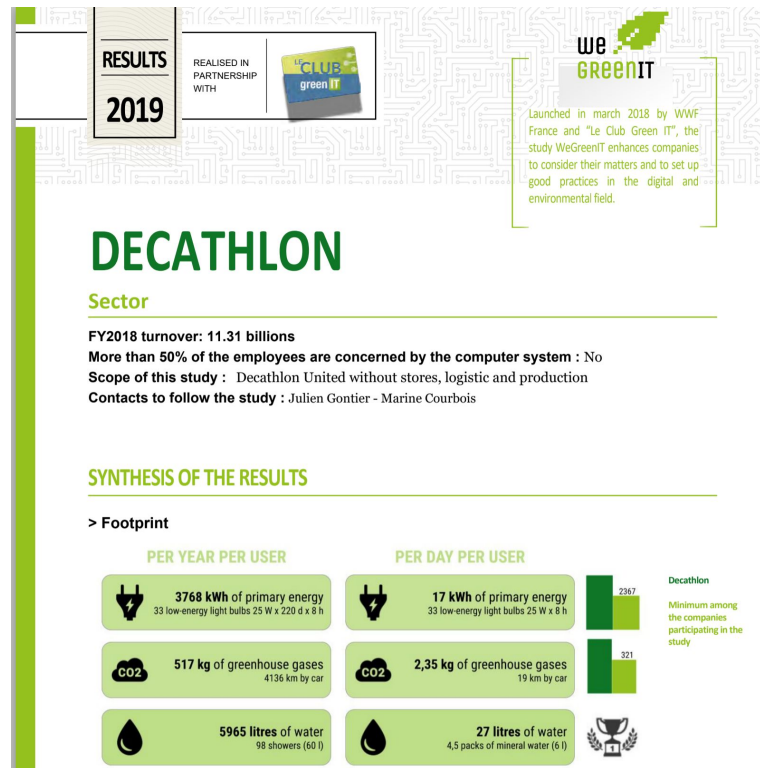 RESULTS
2019
REALISED IN
PARTNERSHIP
WITH
LE CLUB
green IT
we
GReenIT
Launched in march 2018 by WWF
France and “Le Club Green IT”, the
study WeGreenIT enhances companies
to consider their matters and to set up
good practices in the digital and
environmental field.
DECATHLON
Sector
FY2018 turnover: 11.31 billions
More than 50% of the employees are concerned by the computer system : No
Scope of this study : Decathlon United without stores, logistic and production
Contacts to follow the study : Julien Gontier - Marine Courbois
SYNTHESIS OF THE RESULTS
> Footprint
PER YEAR PER USER
PER DAY PER USER
3768 kWh of primary energy
33 low-energy light bulbs 25 W x 220 d x 8 h
17 kWh of primary energy
33 low-energy light bulbs 25 W x 8 h
2367
Decathlon
Minimum among
the companies
participating in the
study
CO2
517 kg of greenhouse gases
4136 km by car
CO2
2,35 kg of greenhouse gases
19 km by car
321
5965 litres of water
98 showers (60 l)
27 litres of water
4,5 packs of mineral water (6 l)
1